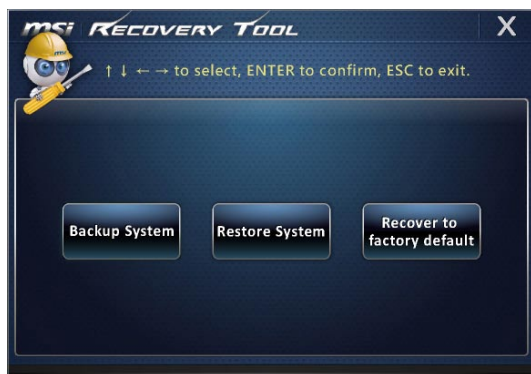 msi RECOVERY TOOL X
↑ ↓ ← → to select, ENTER to confirm, ESC to exit.
Backup System
Restore System
Recover to
factory default